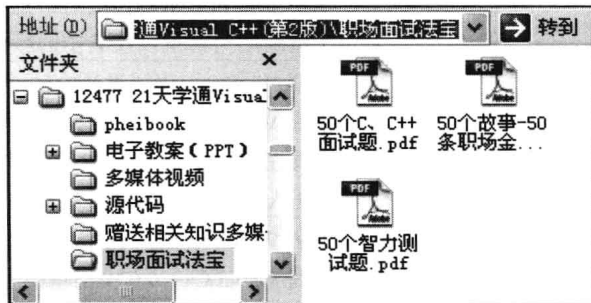 地址(D) 通Visual C++(第2版)\职场面试法宝 转到
文件夹 ×
12477 21天学通Visua
pheibook
电子教案(PPT)
多媒体视频
源代码
赠送相关知识多媒
职场面试法宝
PDF
Adobe
50个C、C++
面试题.pdf
PDF
Adobe
50个故事-50
条职场金...
PDF
Adobe
50个智力测
试题.pdf